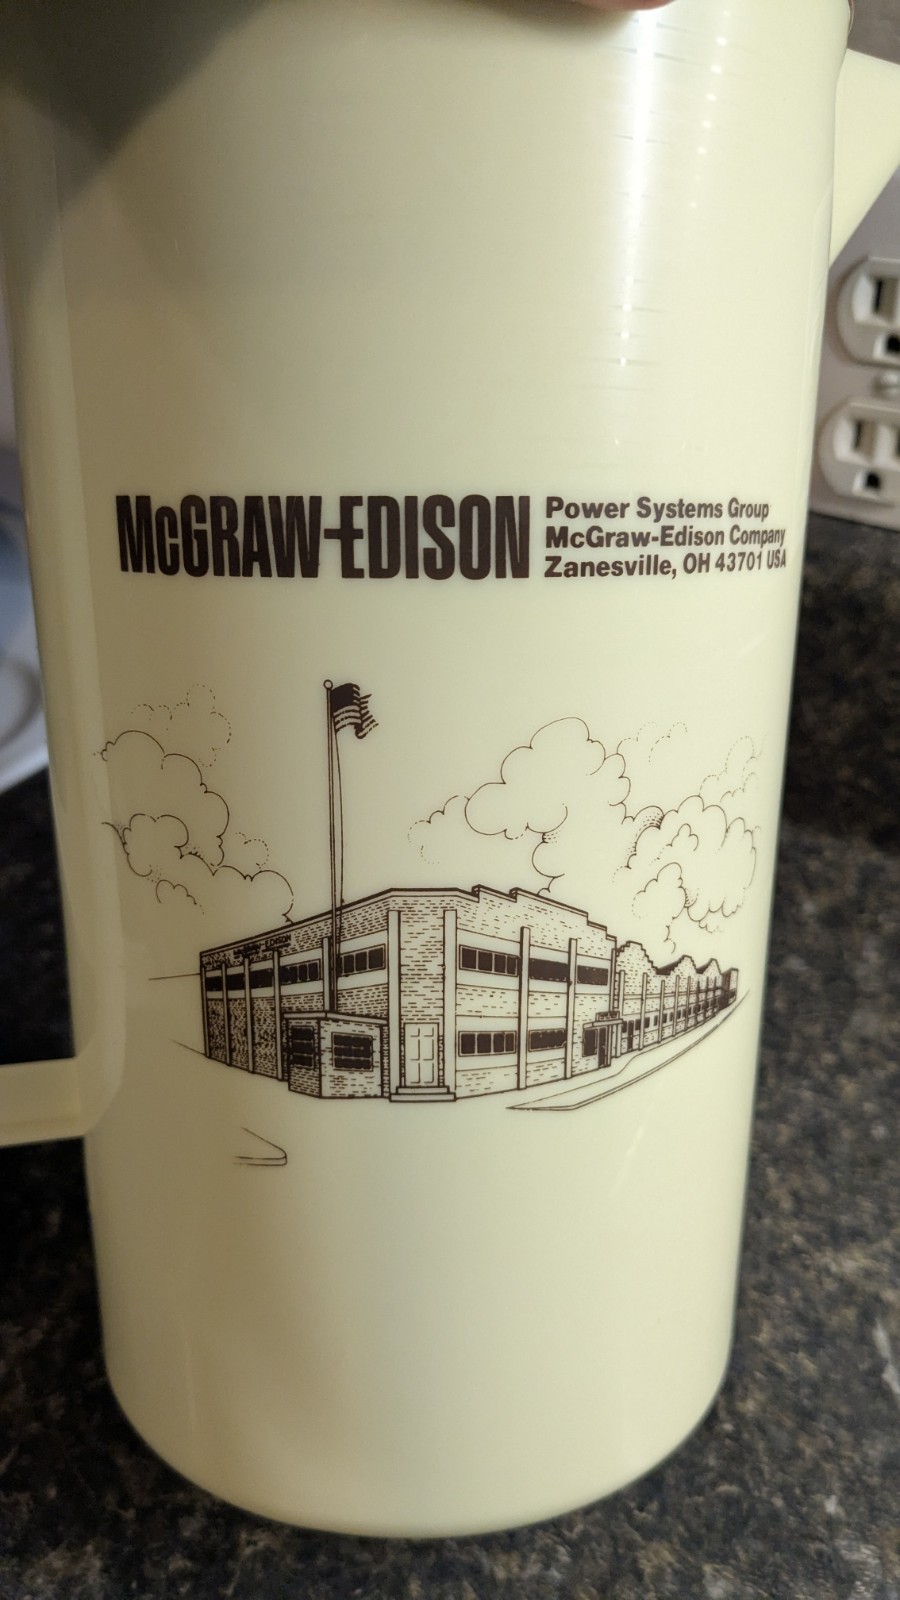 McGRAW-EDISON
Power Systems Group
McGraw-Edison Company
Zanesville, OH 43701 USA